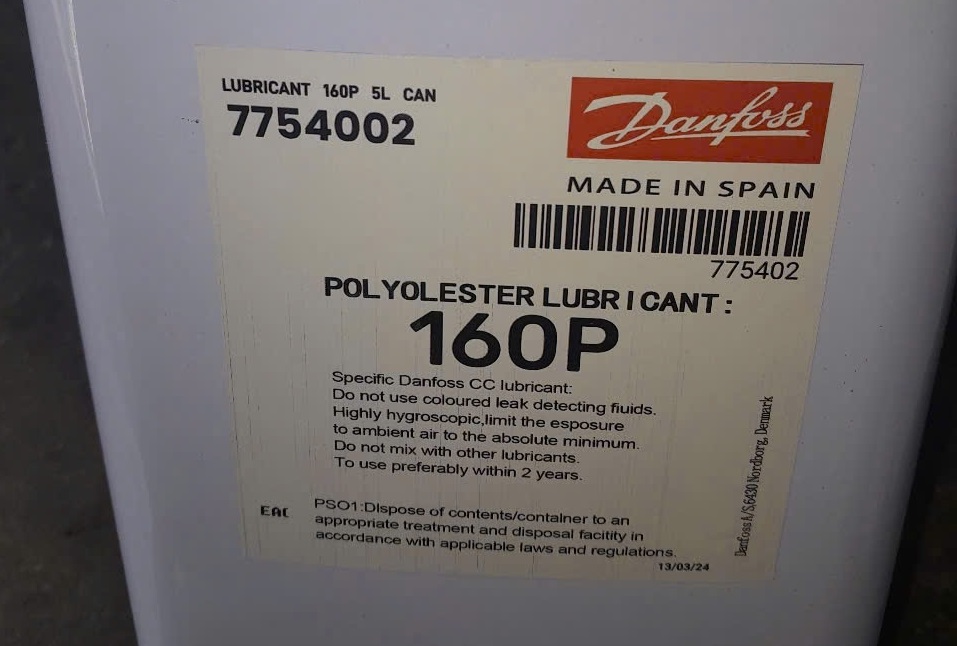 LUBRICANT 160P 5L CAN
7754002
Danfoss
MADE IN SPAIN
775402
POLYOLESTER LUBRICANT:
160P
Specific Danfoss CC lubricant:
Do not use coloured leak detecting fluids.
Highly hygroscopic,limit the esposure
to ambient air to the absolute minimum.
Do not mix with other lubricants.
To use preferably within 2 years.
EAC
PSO1:DIspose of contents/container to an
appropriate treatment and disposal facitity in
accordance with applicable laws and regulations.
13/03/24
Danfoss A/S,6430 Nordborg, Denmark